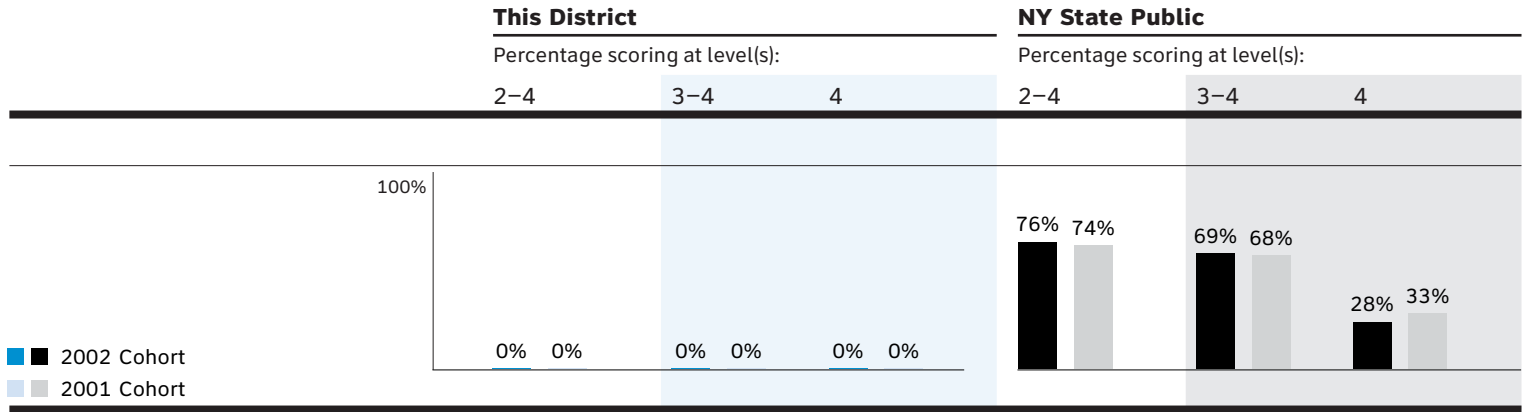 This District NY State Public
Percentage scoring at level(s): Percentage scoring at level(s):
2–4 3–4 4 2–4 3–4 4
100%
76% 74% 69% 68% 28% 33%
0% 0% 0% 0% 0% 0%
2002 Cohort
2001 Cohort